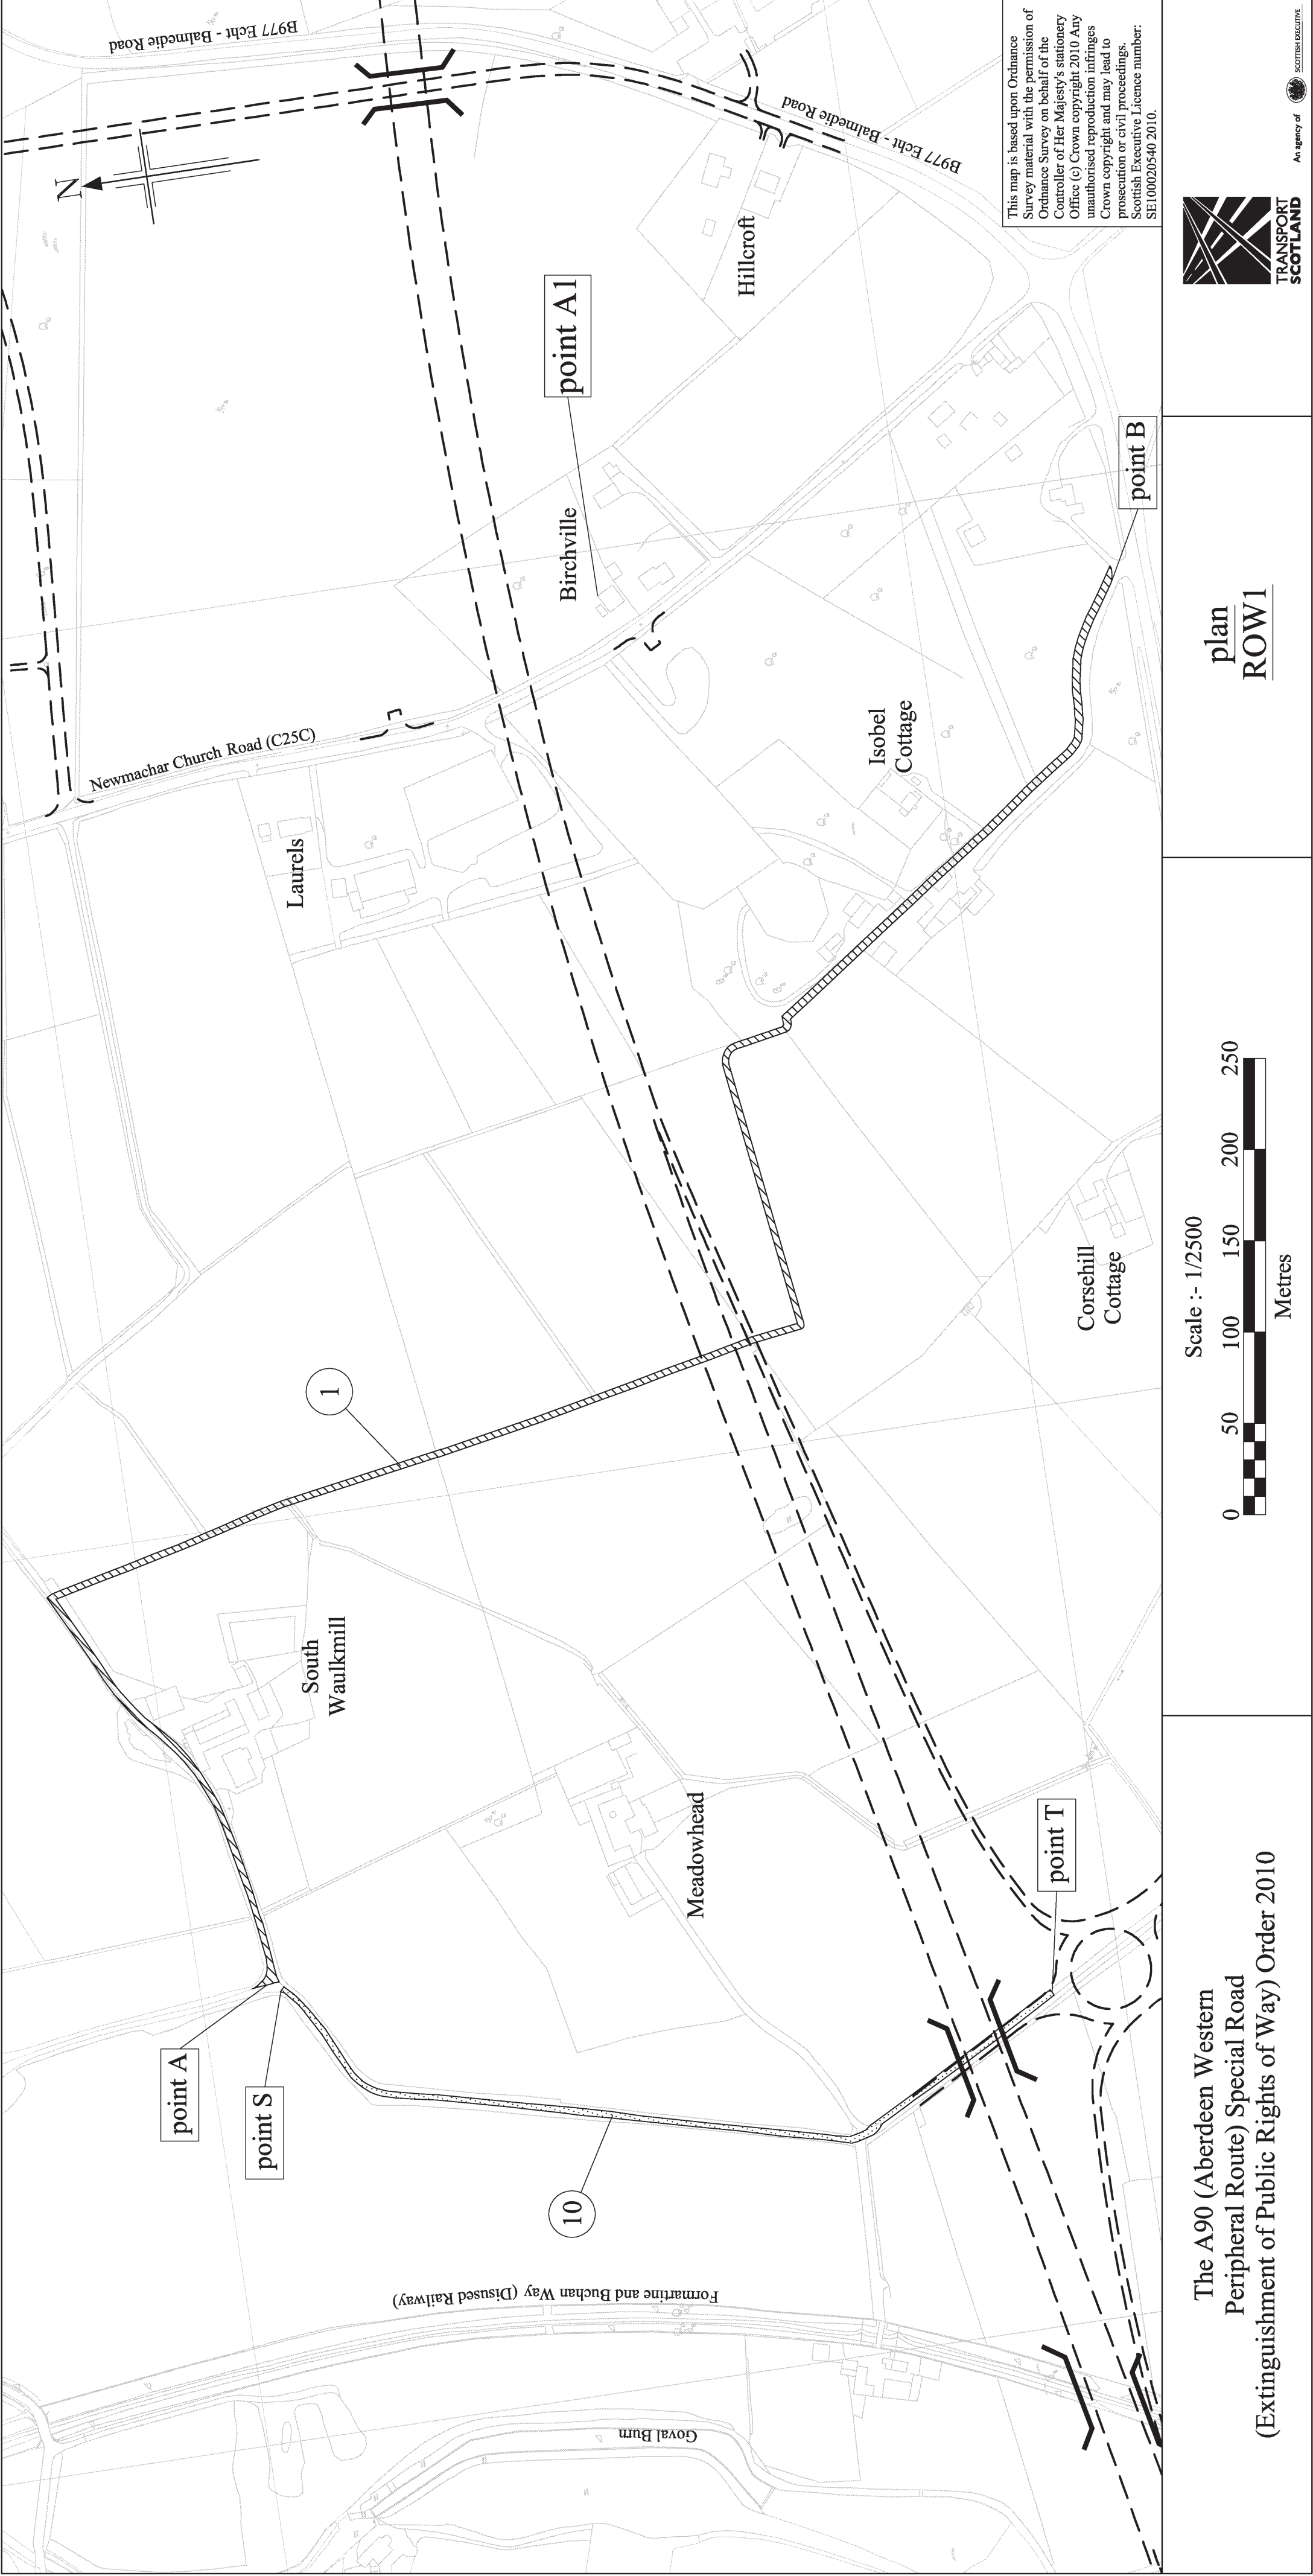 B977 Echt - Balmedie Road
N
B977 Echt - Balmedie Road
Hillcroft
point A1
Birchville
Newmachar Church Road (C25C)
Laurels
Isobel
Cottage
point B
Corsehill
Cottage
1
South
Waulkmill
Meadowhead
point T
point A
point S
10
Formartine and Buchan Way (Disused Railway)
Goval Burn
This map is based upon Ordnance
Survey material with the permission of
Ordnance Survey on behalf of the
Controller of Her Majesty's stationery
Office (c) Crown copyright 2010 Any
unauthorised reproduction infringes
Crown copyright and may lead to
prosecution or civil proceedings.
Scottish Executive Licence number:
SE100020540 2010.
The A90 (Aberdeen Western
Peripheral Route) Special Road
(Extinguishment of Public Rights of Way) Order 2010
Scale :- 1/2500
0 50 100 150 200 250
Metres
plan
ROW1
TRANSPORT
SCOTLAND
An agency of SCOTTISH EXECUTIVE